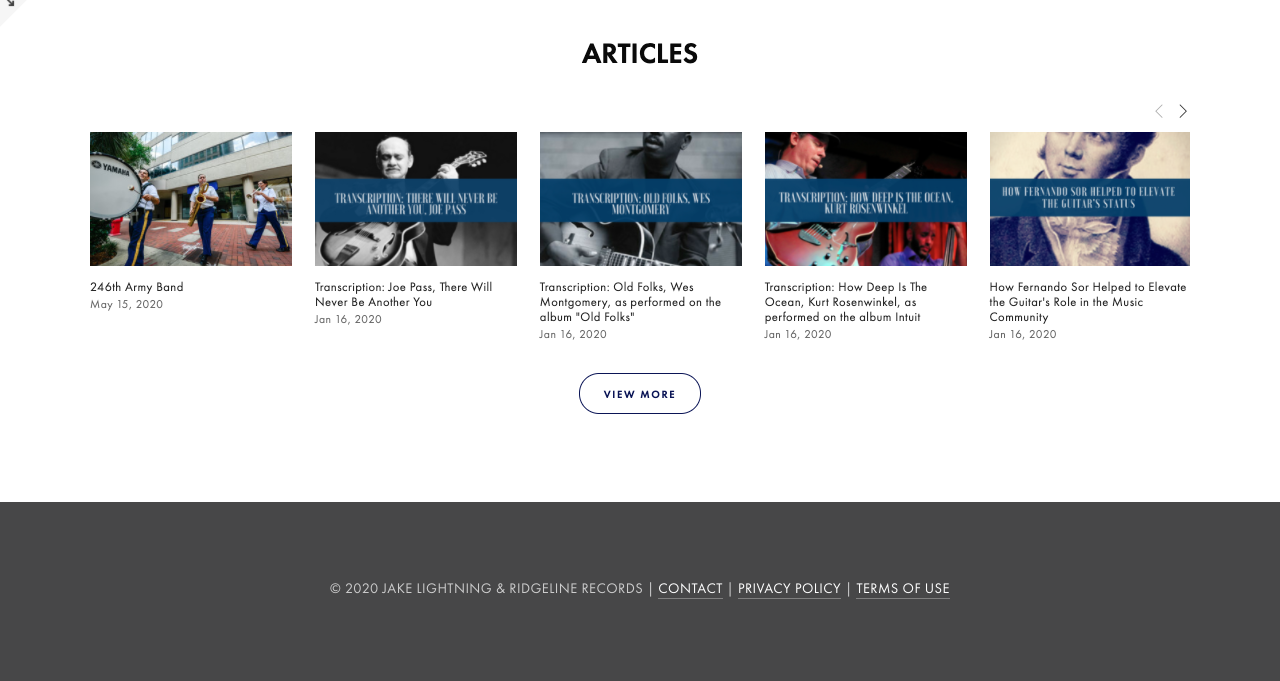 ARTICLES
YAMAHA
TRANSCRIPTION: THERE WILL NEVER BE
ANOTHER YOU, JOE PASS
TRANSCRIPTION: OLD FOLKS, WES
MONTGOMERY
TRANSCRIPTION: HOW DEEP IS THE OCEAN,
KURT ROSENWINKEL
HOW FERNANDO SOR HELPED TO ELEVATE
THE GUITAR'S STATUS
246th Army Band
May 15, 2020
Transcription: Joe Pass, There Will
Never Be Another You
Jan 16, 2020
Transcription: Old Folks, Wes
Montgomery, as performed on the
album "Old Folks"
Jan 16, 2020
Transcription: How Deep Is The
Ocean, Kurt Rosenwinkel, as
performed on the album Intuit
Jan 16, 2020
How Fernando Sor Helped to Elevate
the Guitar's Role in the Music
Community
Jan 16, 2020
VIEW MORE
© 2020 JAKE LIGHTNING & RIDGELINE RECORDS | CONTACT | PRIVACY POLICY | TERMS OF USE